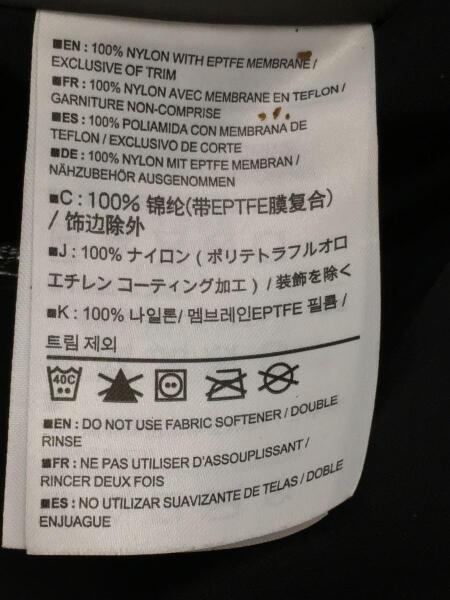 ■EN : 100% NYLON WITH EPTFE MEMBRANE /
EXCLUSIVE OF TRIM
■FR : 100% NYLON AVEC MEMBRANE EN TEFLON /
GARNITURE NON-COMPRISE
■ES : 100% POLIAMIDA CON MEMBRANA DE
TEFLON / EXCLUSIVO DE CORTE
■DE : 100% NYLON MIT EPTFE MEMBRAN /
NÄHZUBEHÖR AUSGENOMMEN
■C : 100% 锦纶(带EPTFE膜复合)
/ 饰边除外
■J : 100% ナイロン ( ポリテトラフルオロ
エチレン コーティング加工 ) / 装飾を除く
■K : 100% 나일론/ 멤브레인EPTFE 필름 /
트림 제외
40C
■EN : DO NOT USE FABRIC SOFTENER / DOUBLE
RINSE
■FR : NE PAS UTILISER D'ASSOUPLISSANT /
RINCER DEUX FOIS
■ES : NO UTILIZAR SUAVIZANTE DE TELAS / DOBLE
ENJUAGUE